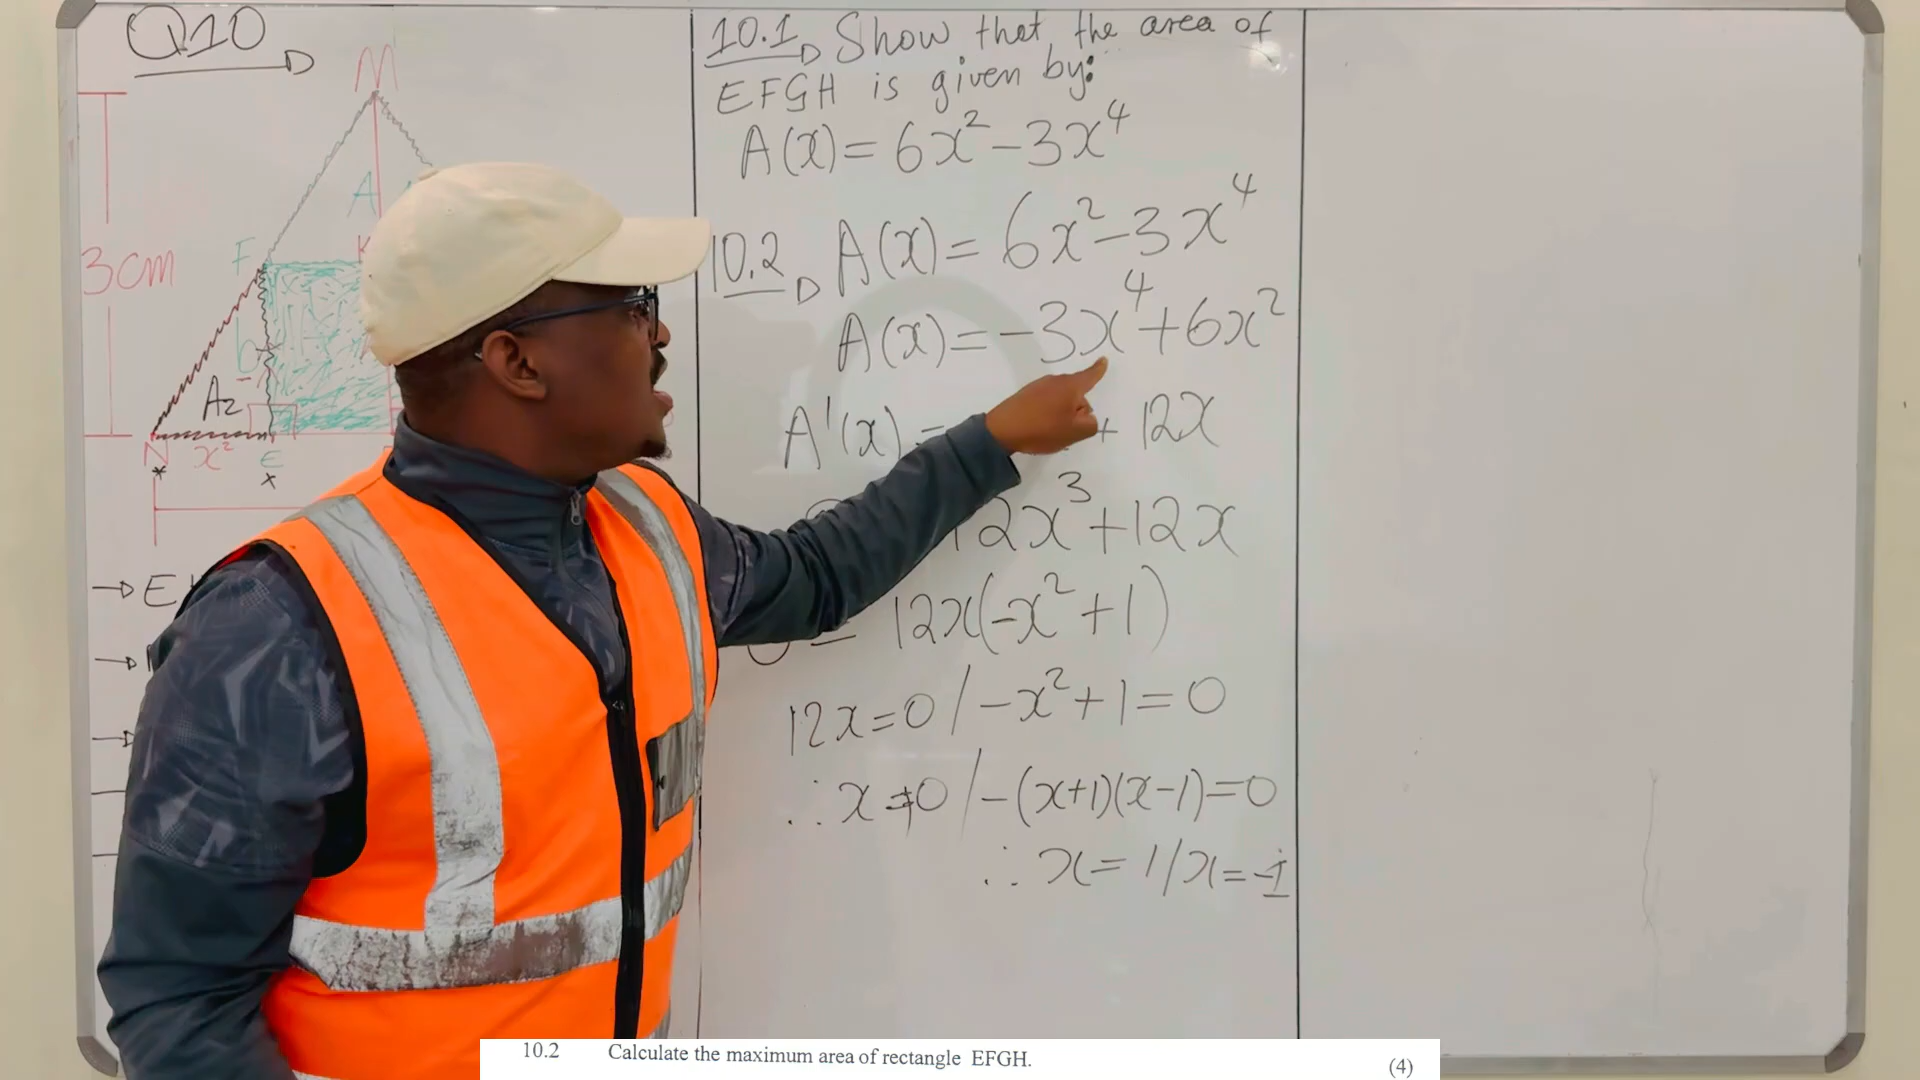 Q10
M
A
3cm
F
K
b
A2
N x² E
* x
→ E
10.1 Show that the area of
EFGH is given by:
A(x) = 6x² - 3x⁴
10.2 A(x) = 6x² - 3x⁴
A(x) = -3x⁴ + 6x²
A'(x) = + 12x
12x³ + 12x
0 = 12x(-x² + 1)
12x = 0 / -x² + 1 = 0
∴ x ≠ 0 / -(x+1)(x-1) = 0
∴ x = 1 / x = -1
10.2 Calculate the maximum area of rectangle EFGH. (4)